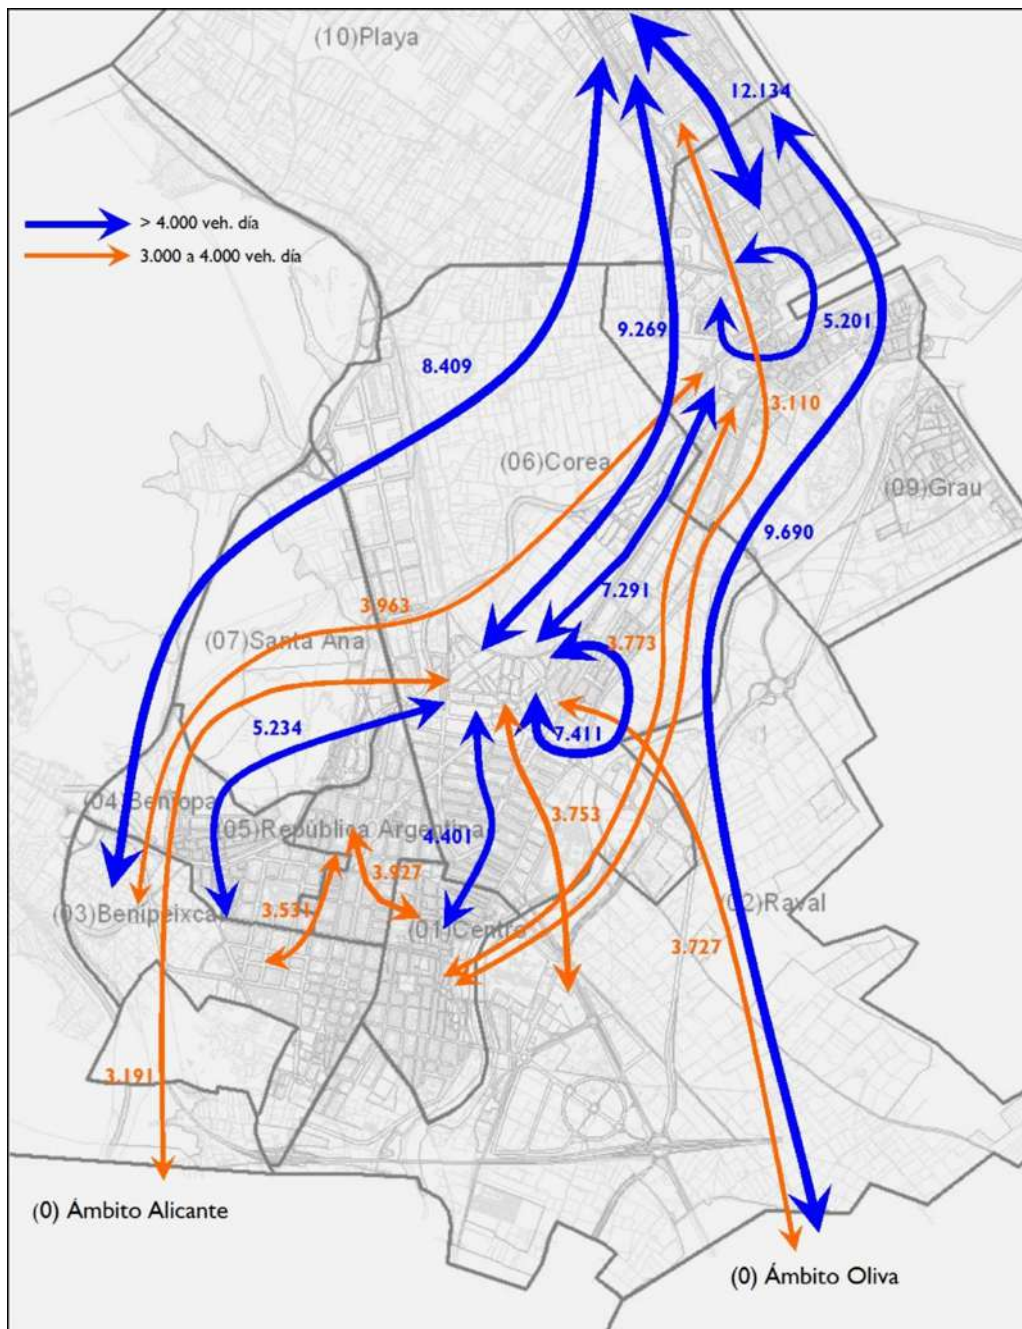 (10)Playa
12.134
> 4.000 veh. día
3.000 a 4.000 veh. día
9.269
5.201
8.409
3.110
(06)Corea
(09)Grau
9.690
7.291
3.963
(07)Santa Ana
3.773
5.234
7.411
(04)Beniopa
3.753
(05)República Argentina
4.401
3.927
(03)Benipeixcar
3.531
(01)Centro
(02)Raval
3.727
3.191
(0) Ámbito Alicante
(0) Ámbito Oliva